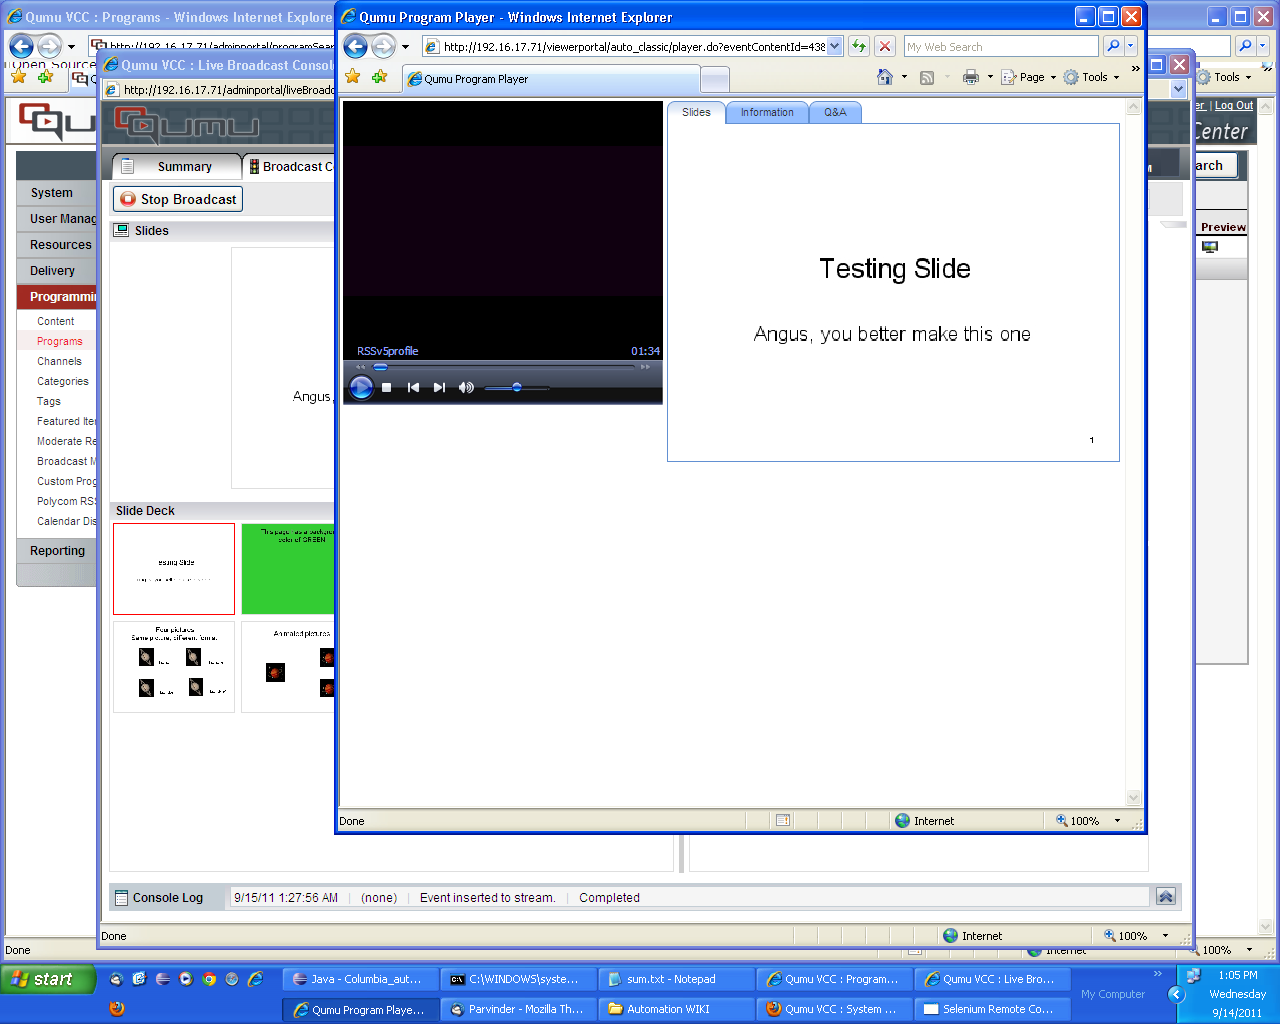 Qumu VCC : Programs - Windows Internet Explore
Qumu Program Player - Windows Internet Explorer
http://192.16.17.71/adminportal/programSear
http://192.16.17.71/viewerportal/auto_classic/player.do?eventContentId=438
My Web Search
Qumu Program Player
Page
Tools
»
Tools
Qumu VCC : Live Broadcast Console
http://192.16.17.71/adminportal/liveBroadc
Log Out
Center
Qumu
Summary
Broadcast Co
Stop Broadcast
Slides
System
User Manag
Resources
Delivery
Programmin
Content
Programs
Channels
Categories
Tags
Featured Ite
Moderate Re
Broadcast M
Custom Prog
Polycom RSS
Calendar Dis
Reporting
Angus,
Slide Deck
Testing Slide
This page has a backgroun
color of GREEN
Four pictures
Same picture, different format
Animated pictures
RSSv5profile
01:34
Slides
Information
Q&A
Testing Slide
Angus, you better make this one
1
arch
Preview
Done
Internet
100%
Console Log
9/15/11 1:27:56 AM
(none)
Event inserted to stream.
Completed
Done
Internet
100%
Done
Internet
100%
start
Java - Columbia_aut...
C:\WINDOWS\syste...
sum.txt - Notepad
Qumu VCC : Program...
Qumu VCC : Live Bro...
»
1:05 PM
Qumu Program Playe...
Parvinder - Mozilla Th...
Automation WIKI
Qumu VCC : System ...
Selenium Remote Co...
My Computer
Wednesday
9/14/2011